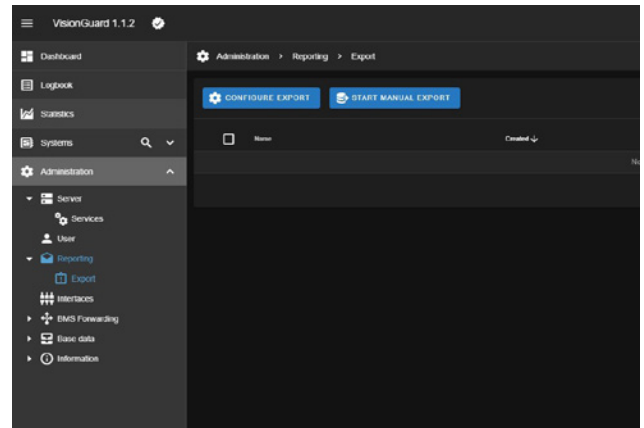 VisionGuard 1.1.2
Dashboard
Administration > Reporting > Export
Logbook
CONFIGURE EXPORT
START MANUAL EXPORT
Statistics
Systems
Name
Created
Administration
Server
Services
User
Reporting
Export
Interfaces
BMS Forwarding
Base data
Information